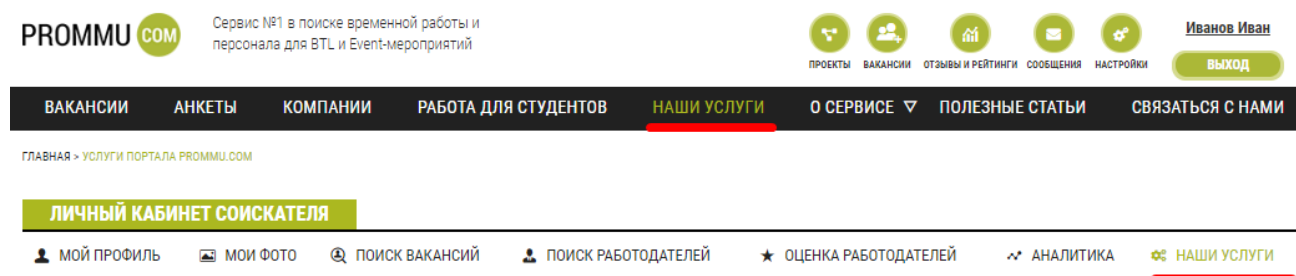 PROMMU COM
Сервис №1 в поиске временной работы и
персонала для BTL и Event-мероприятий
Иванов Иван
ПРОЕКТЫ ВАКАНСИИ ОТЗЫВЫ И РЕЙТИНГИ СООБЩЕНИЯ НАСТРОЙКИ
ВЫХОД
ВАКАНСИИ АНКЕТЫ КОМПАНИИ РАБОТА ДЛЯ СТУДЕНТОВ НАШИ УСЛУГИ О СЕРВИСЕ ▽ ПОЛЕЗНЫЕ СТАТЬИ СВЯЗАТЬСЯ С НАМИ
ГЛАВНАЯ > УСЛУГИ ПОРТАЛА PROMMU.COM
ЛИЧНЫЙ КАБИНЕТ СОИСКАТЕЛЯ
МОЙ ПРОФИЛЬ МОИ ФОТО ПОИСК ВАКАНСИЙ ПОИСК РАБОТОДАТЕЛЕЙ ОЦЕНКА РАБОТОДАТЕЛЕЙ АНАЛИТИКА НАШИ УСЛУГИ